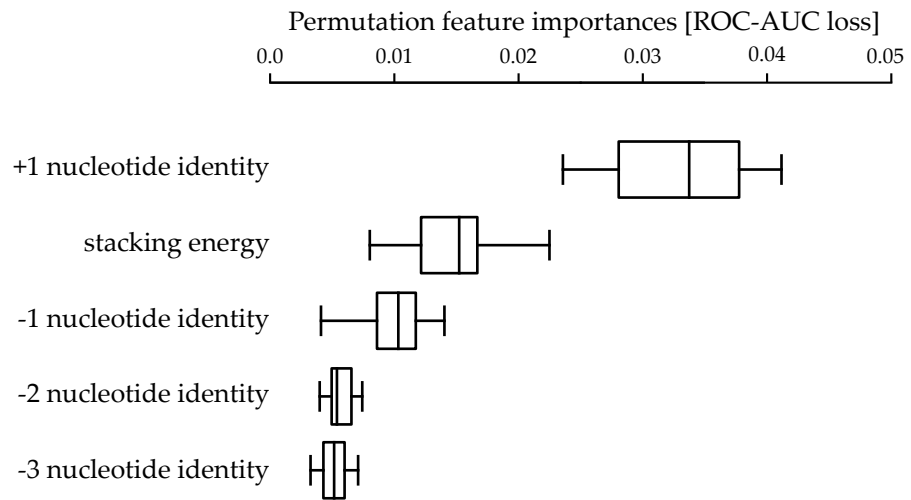 Permutation feature importances [ROC-AUC loss]
0.0 0.01 0.02 0.03 0.04 0.05
+1 nucleotide identity
stacking energy
-1 nucleotide identity
-2 nucleotide identity
-3 nucleotide identity